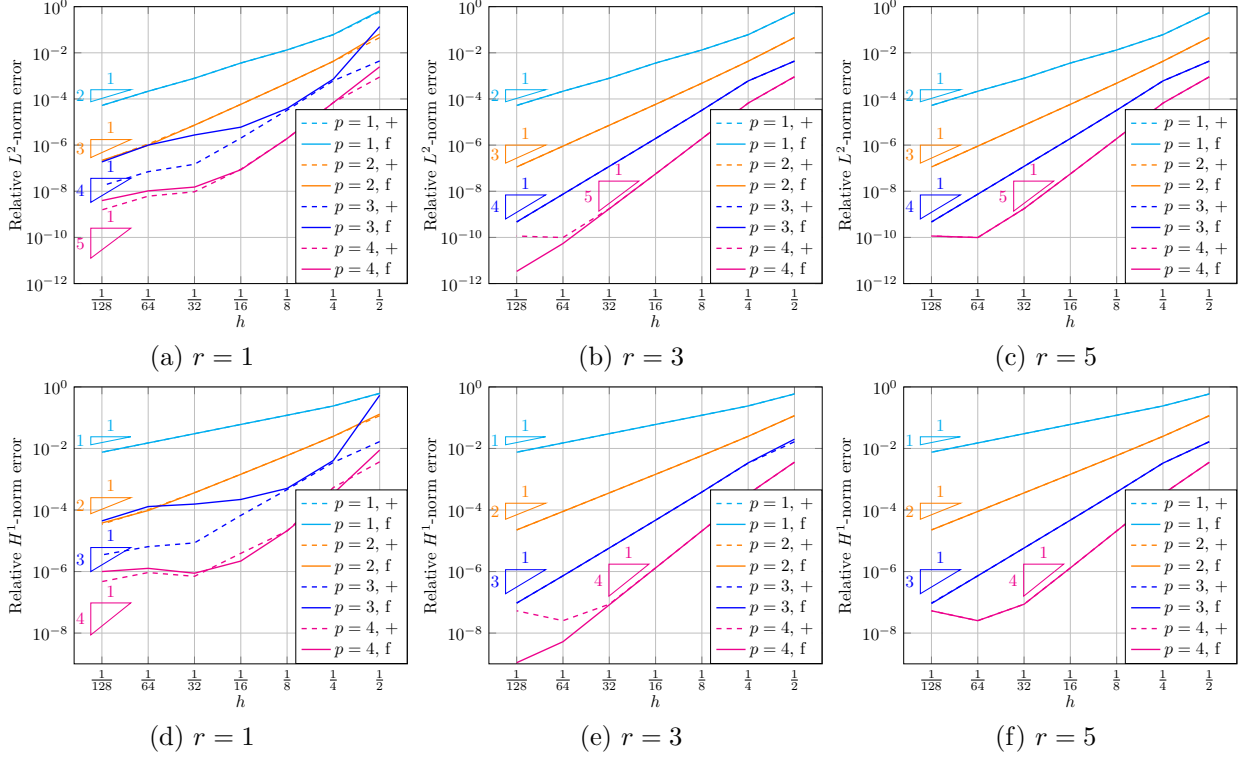 10^0
10^{-2}
10^{-4}
10^{-6}
10^{-8}
10^{-10}
10^{-12}
Relative L^2-norm error
1
2
1
3
1
4
1
5
p = 1, +
p = 1, f
p = 2, +
p = 2, f
p = 3, +
p = 3, f
p = 4, +
p = 4, f
1/128 1/64 1/32 1/16 1/8 1/4 1/2
h
(a) r = 1
10^0
10^{-2}
10^{-4}
10^{-6}
10^{-8}
10^{-10}
10^{-12}
Relative L^2-norm error
1
2
1
3
1
4
1
5
p = 1, +
p = 1, f
p = 2, +
p = 2, f
p = 3, +
p = 3, f
p = 4, +
p = 4, f
1/128 1/64 1/32 1/16 1/8 1/4 1/2
h
(b) r = 3
10^0
10^{-2}
10^{-4}
10^{-6}
10^{-8}
10^{-10}
10^{-12}
Relative L^2-norm error
1
2
1
3
1
4
1
5
p = 1, +
p = 1, f
p = 2, +
p = 2, f
p = 3, +
p = 3, f
p = 4, +
p = 4, f
1/128 1/64 1/32 1/16 1/8 1/4 1/2
h
(c) r = 5
10^0
10^{-2}
10^{-4}
10^{-6}
10^{-8}
Relative H^1-norm error
1
1
1
2
1
3
1
4
p = 1, +
p = 1, f
p = 2, +
p = 2, f
p = 3, +
p = 3, f
p = 4, +
p = 4, f
1/128 1/64 1/32 1/16 1/8 1/4 1/2
h
(d) r = 1
10^0
10^{-2}
10^{-4}
10^{-6}
10^{-8}
Relative H^1-norm error
1
1
1
2
1
3
1
4
p = 1, +
p = 1, f
p = 2, +
p = 2, f
p = 3, +
p = 3, f
p = 4, +
p = 4, f
1/128 1/64 1/32 1/16 1/8 1/4 1/2
h
(e) r = 3
10^0
10^{-2}
10^{-4}
10^{-6}
10^{-8}
Relative H^1-norm error
1
1
1
2
1
3
1
4
p = 1, +
p = 1, f
p = 2, +
p = 2, f
p = 3, +
p = 3, f
p = 4, +
p = 4, f
1/128 1/64 1/32 1/16 1/8 1/4 1/2
h
(f) r = 5